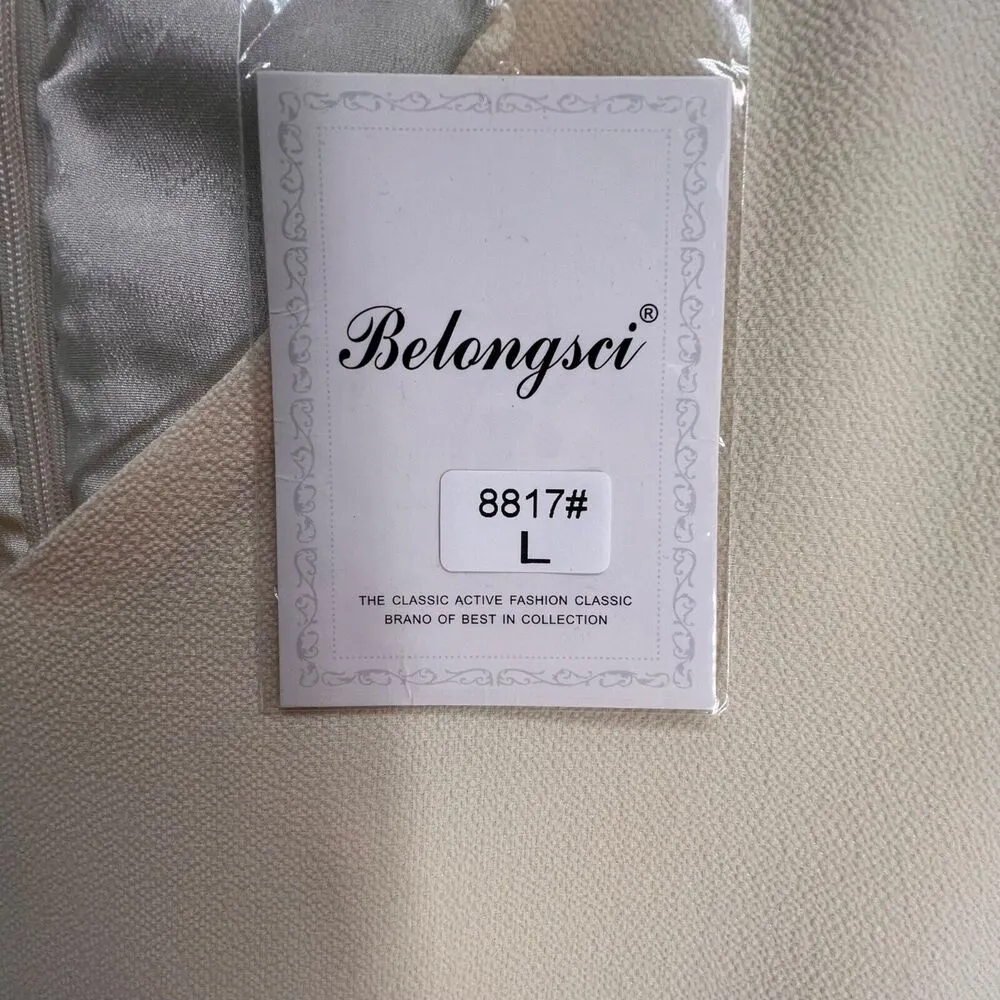 Belongsci®
8817#
L
THE CLASSIC ACTIVE FASHION CLASSIC
BRANO OF BEST IN COLLECTION